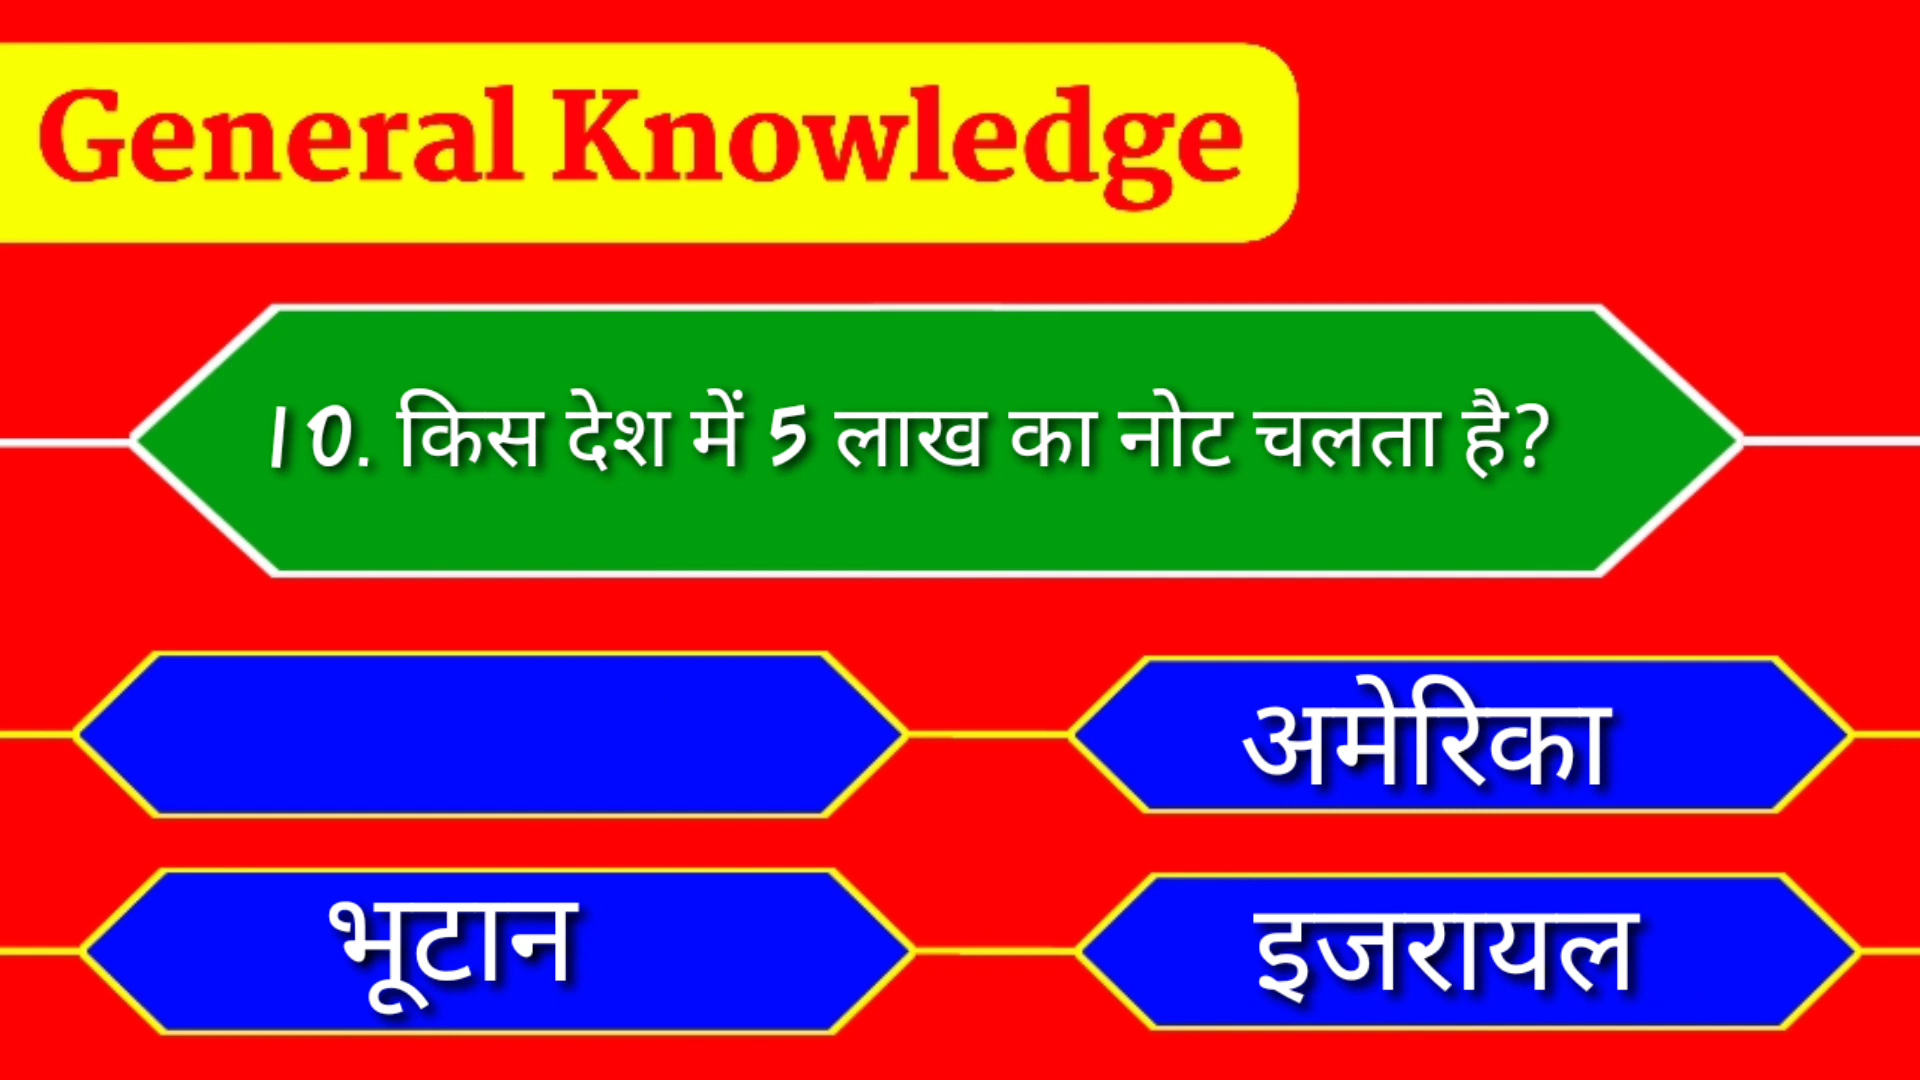 General Knowledge
10. किस देश में 5 लाख का नोट चलता है?
अमेरिका
भूटान
इजरायल